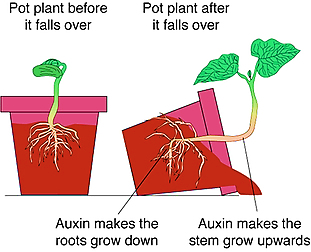 Pot plant before
it falls over
Pot plant after
it falls over
Auxin makes the
roots grow down
Auxin makes the
stem grow upwards